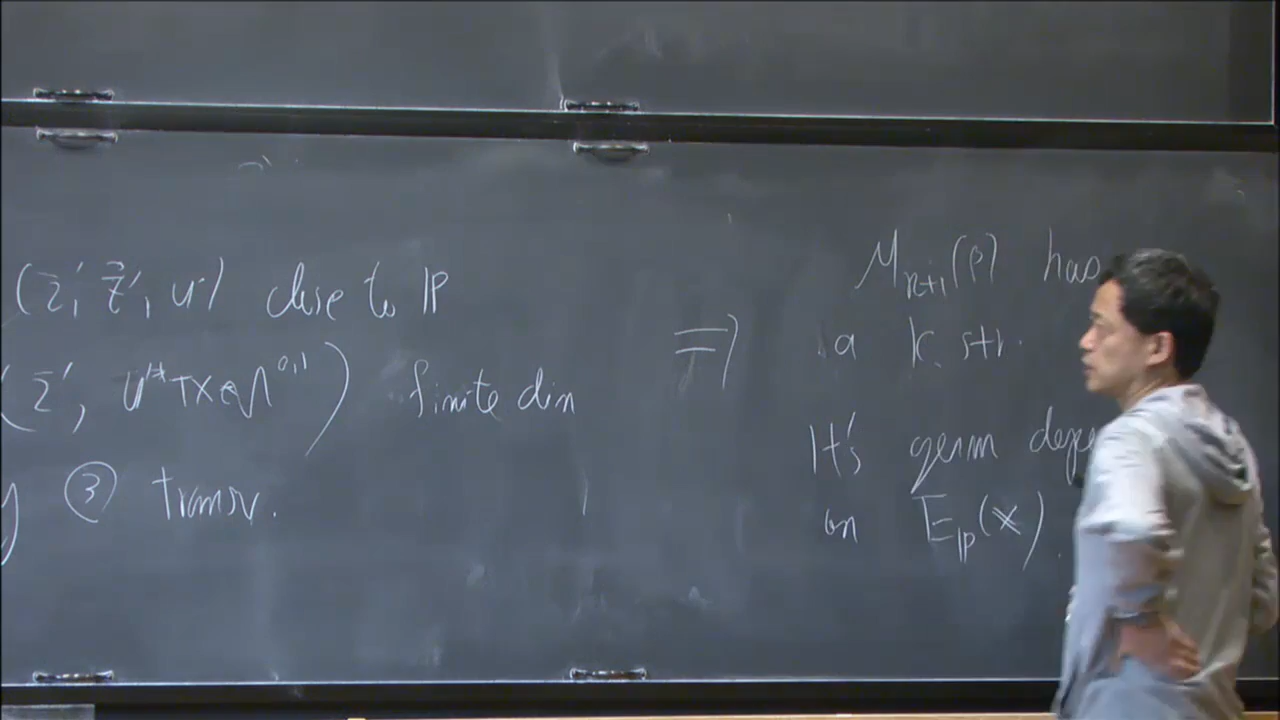 (Σ', z⃗', u') close to ℙ
(Σ', u'*TX⊗Λ^{0,1}) finite dim
y ③ transv.
⇒
M_{k+1}(β) has
a K. str.
It's germ depe
on E_ℙ(x).